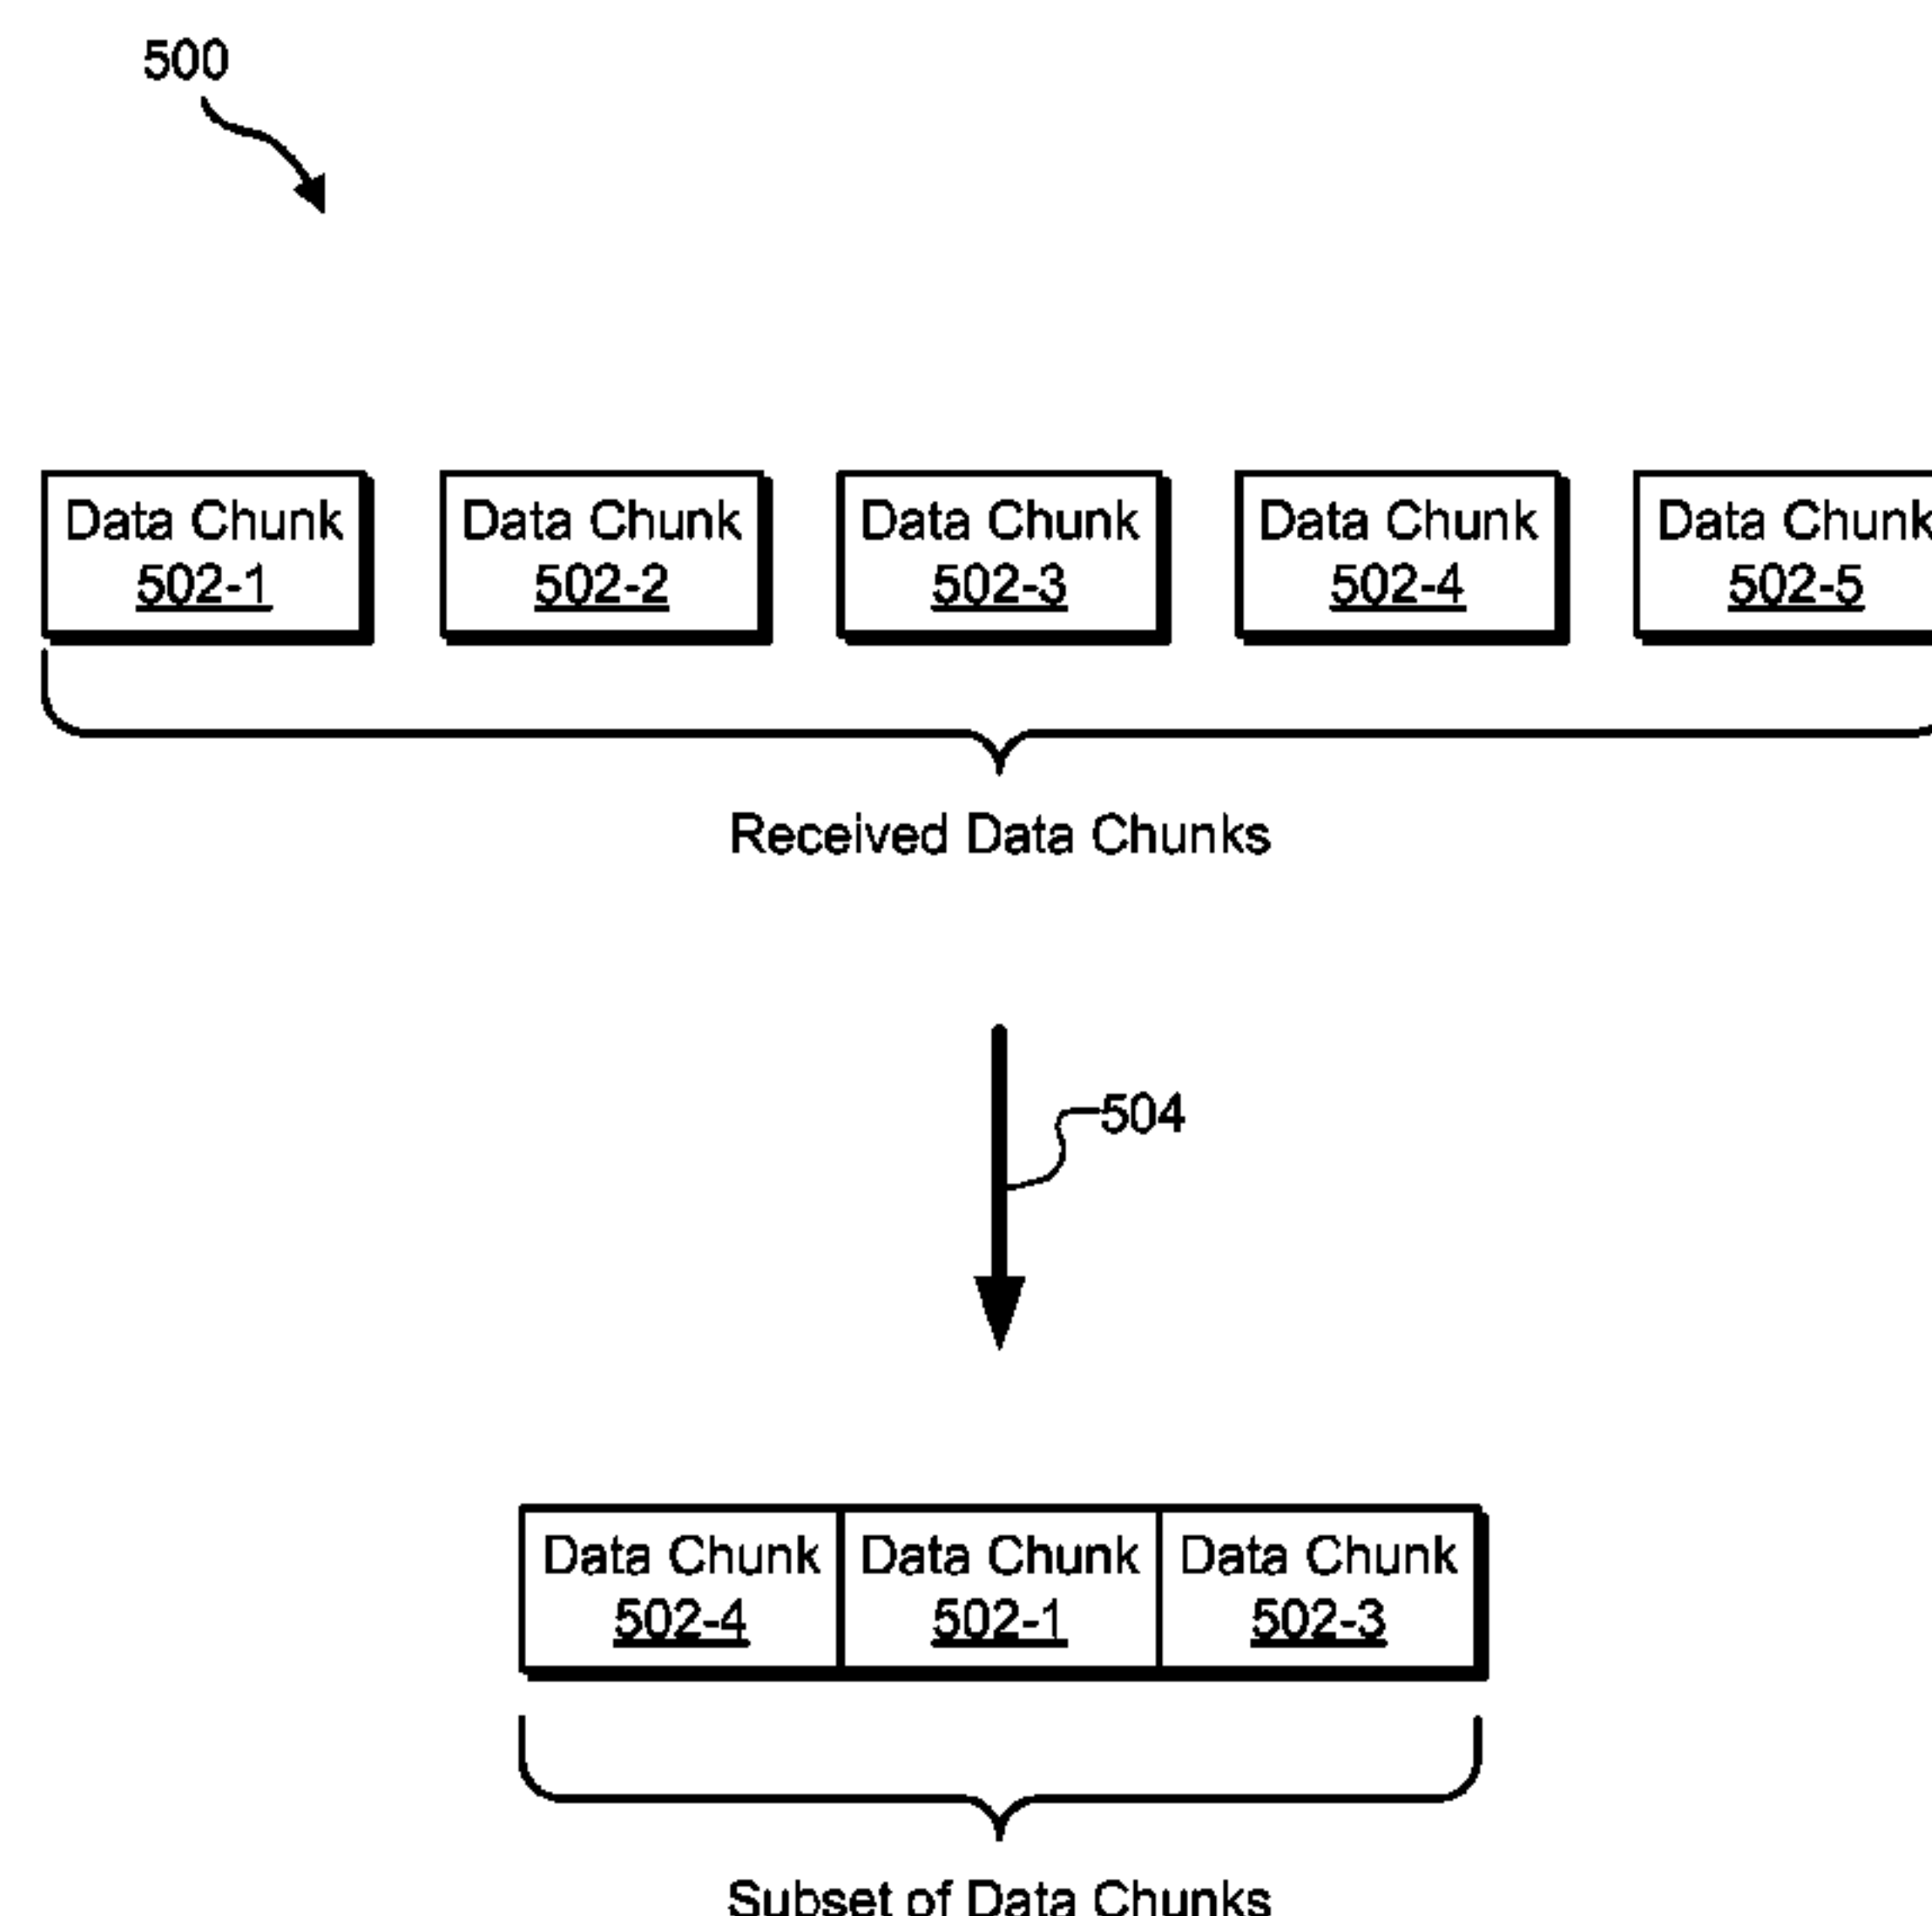 500
Data Chunk Data Chunk Data Chunk Data Chunk Data Chunk
502-1 502-2 502-3 502-4 502-5
Received Data Chunks
504
Data Chunk Data Chunk Data Chunk
502-4 502-1 502-3
Subset of Data Chunks